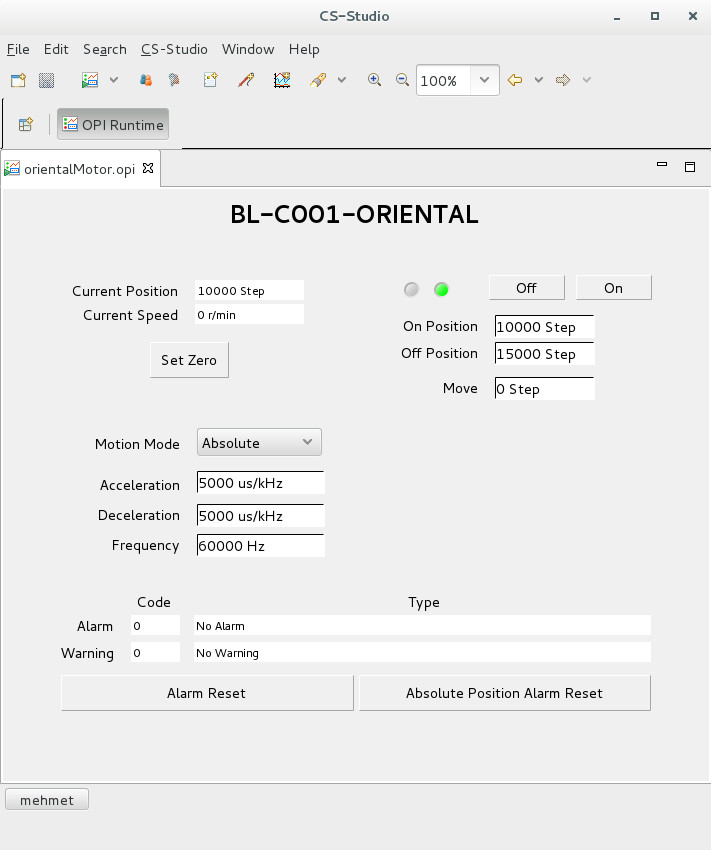 CS-Studio
File Edit Search CS-Studio Window Help
100%
OPI Runtime
orientalMotor.opi
BL-C001-ORIENTAL
Current Position 10000 Step
Current Speed 0 r/min
Set Zero
Off On
On Position 10000 Step
Off Position 15000 Step
Move 0 Step
Motion Mode Absolute
Acceleration 5000 us/kHz
Deceleration 5000 us/kHz
Frequency 60000 Hz
Code Type
Alarm 0 No Alarm
Warning 0 No Warning
Alarm Reset Absolute Position Alarm Reset
mehmet